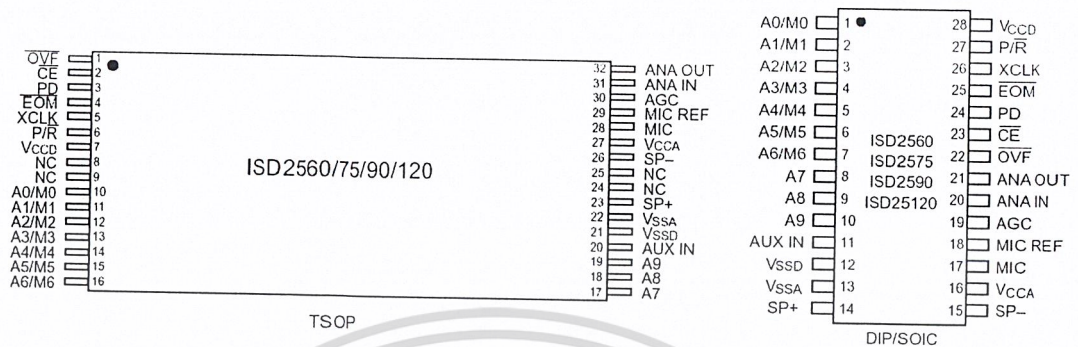 O̅V̅F̅ 1
C̅E̅ 2
PD 3
E̅O̅M̅ 4
XCLK 5
P/R̅ 6
VCCD 7
NC 8
NC 9
A0/M0 10
A1/M1 11
A2/M2 12
A3/M3 13
A4/M4 14
A5/M5 15
A6/M6 16
ISD2560/75/90/120
32 ANA OUT
31 ANA IN
30 AGC
29 MIC REF
28 MIC
27 VCCA
26 SP–
25 NC
24 NC
23 SP+
22 VSSA
21 VSSD
20 AUX IN
19 A9
18 A8
17 A7
TSOP
A0/M0 1
A1/M1 2
A2/M2 3
A3/M3 4
A4/M4 5
A5/M5 6
A6/M6 7
A7 8
A8 9
A9 10
AUX IN 11
VSSD 12
VSSA 13
SP+ 14
ISD2560
ISD2575
ISD2590
ISD25120
28 VCCD
27 P/R̅
26 XCLK
25 E̅O̅M̅
24 PD
23 C̅E̅
22 O̅V̅F̅
21 ANA OUT
20 ANA IN
19 AGC
18 MIC REF
17 MIC
16 VCCA
15 SP–
DIP/SOIC